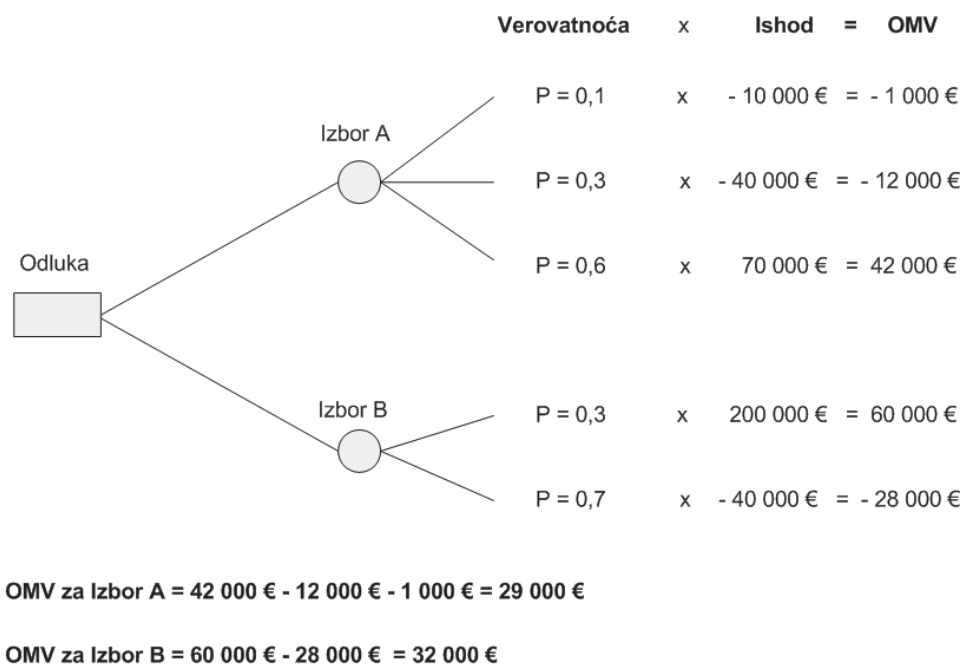 Verovatnoća x Ishod = OMV
P = 0,1 x - 10 000 € = - 1 000 €
Izbor A
P = 0,3 x - 40 000 € = - 12 000 €
Odluka
P = 0,6 x 70 000 € = 42 000 €
Izbor B
P = 0,3 x 200 000 € = 60 000 €
P = 0,7 x - 40 000 € = - 28 000 €
OMV za Izbor A = 42 000 € - 12 000 € - 1 000 € = 29 000 €
OMV za Izbor B = 60 000 € - 28 000 € = 32 000 €